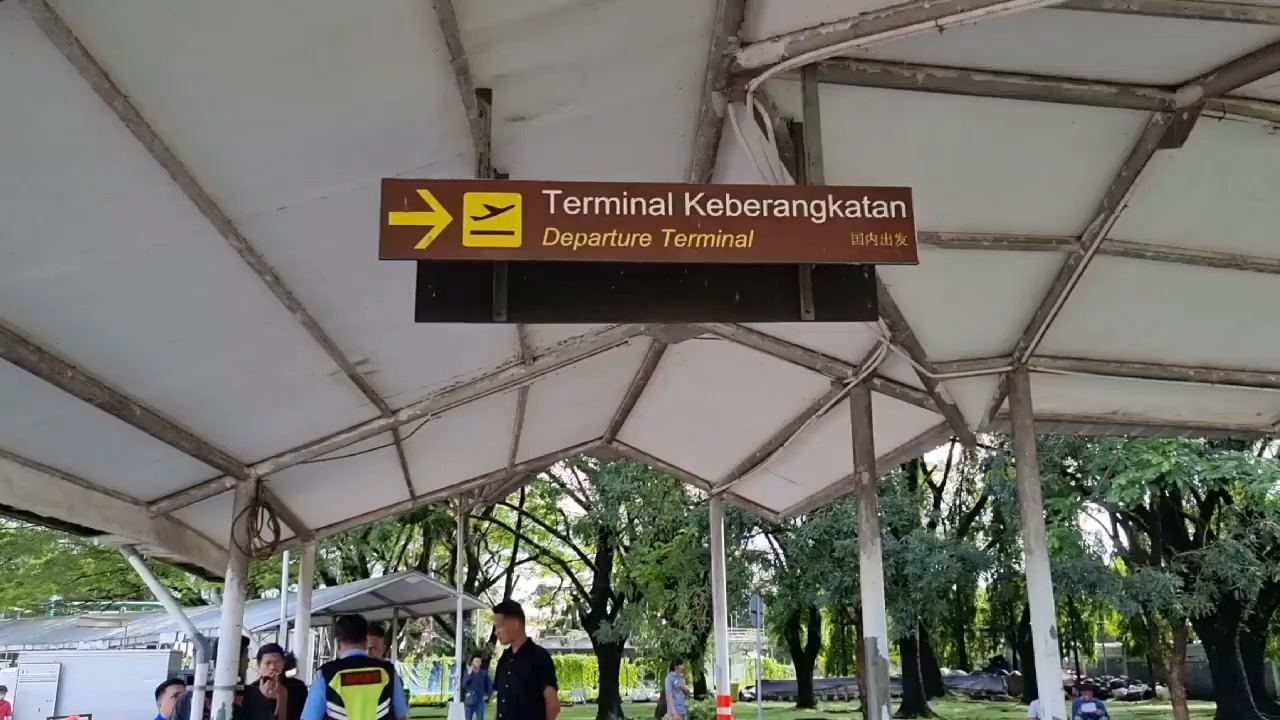 Terminal Keberangkatan
Departure Terminal
国内出发